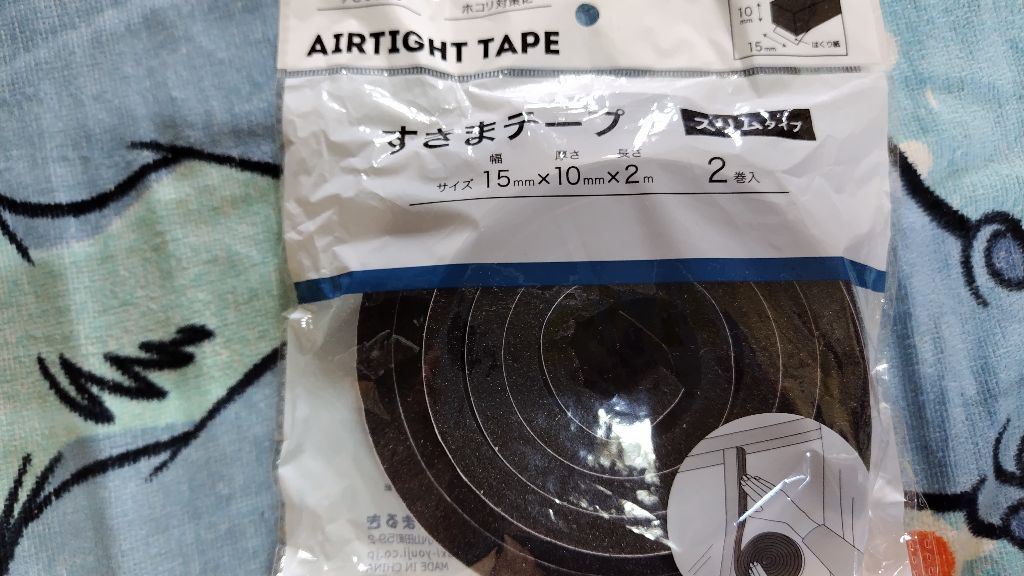 ホコリ対策に
AIRTIGHT TAPE
10
mm
15mm
はくり紙
すきまテープ スリムタイプ
幅 厚さ 長さ
サイズ 15mm×10mm×2m 2巻入
MADE IN CHINA